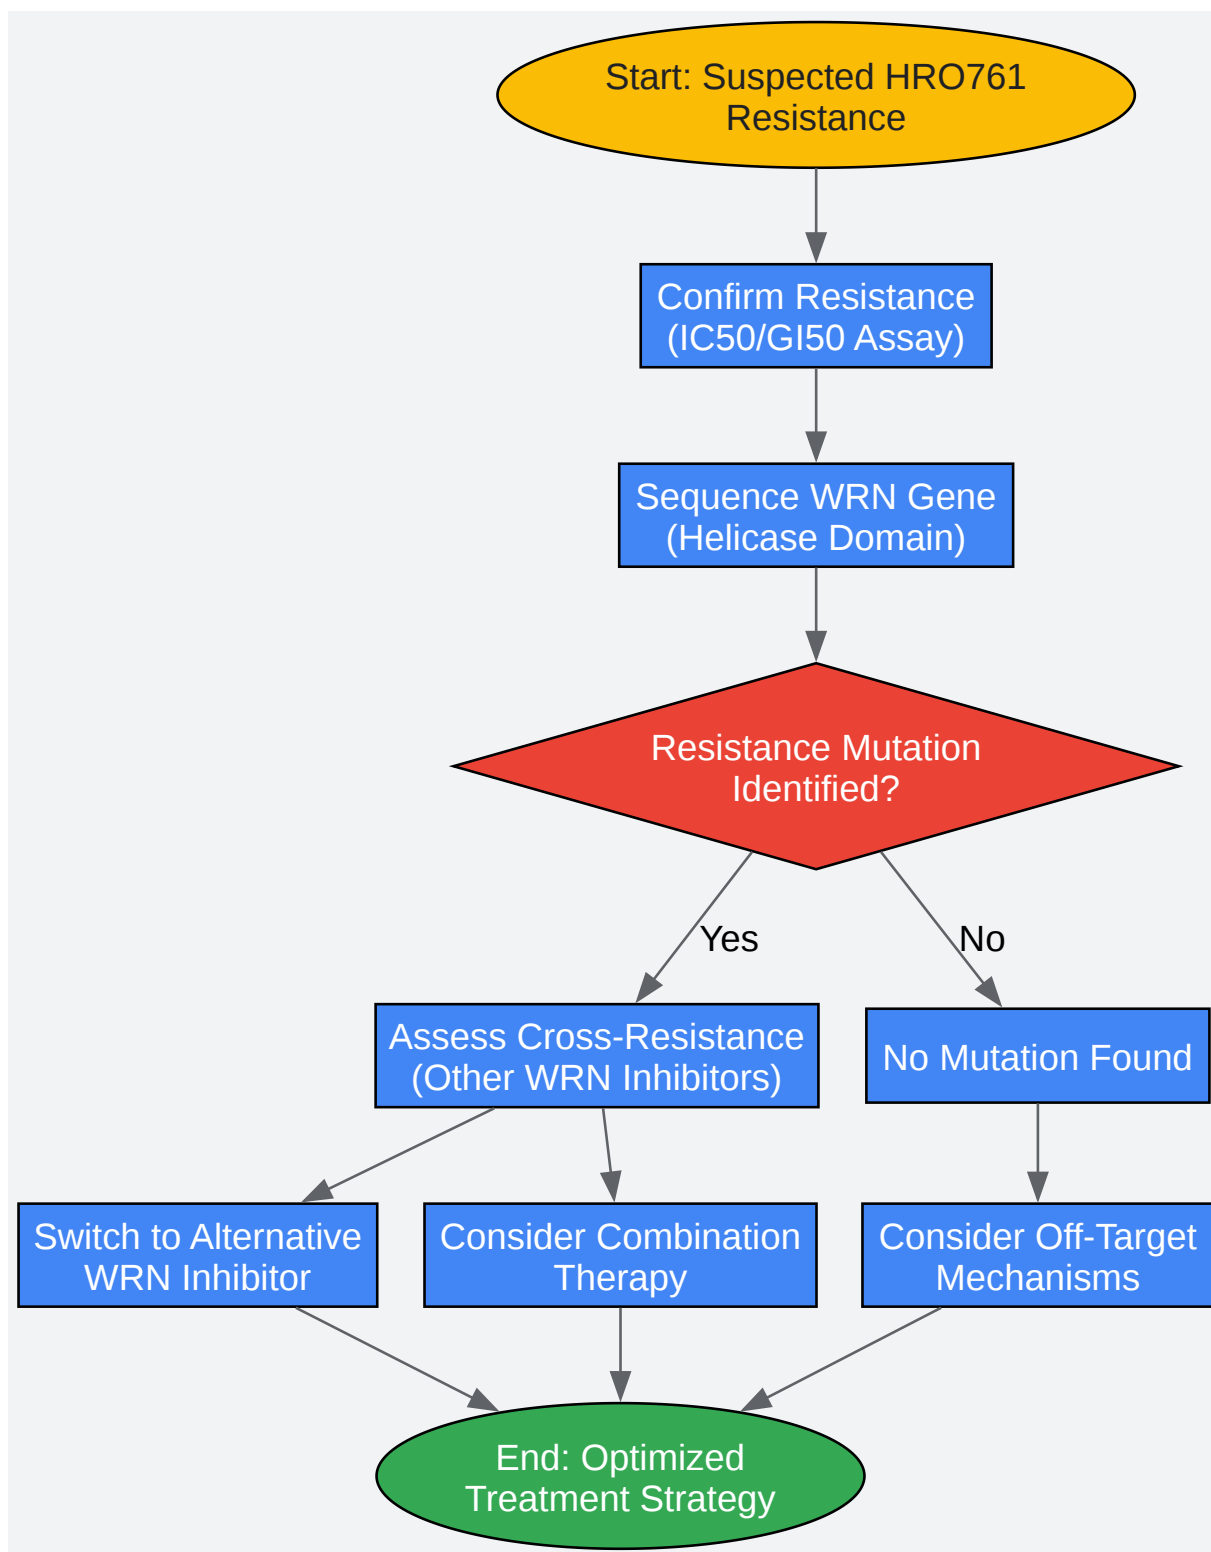 Start: Suspected HRO761
Resistance
Confirm Resistance
(IC50/GI50 Assay)
Sequence WRN Gene
(Helicase Domain)
Resistance Mutation
Identified?
Yes
No
Assess Cross-Resistance
(Other WRN Inhibitors)
No Mutation Found
Switch to Alternative
WRN Inhibitor
Consider Combination
Therapy
Consider Off-Target
Mechanisms
End: Optimized
Treatment Strategy